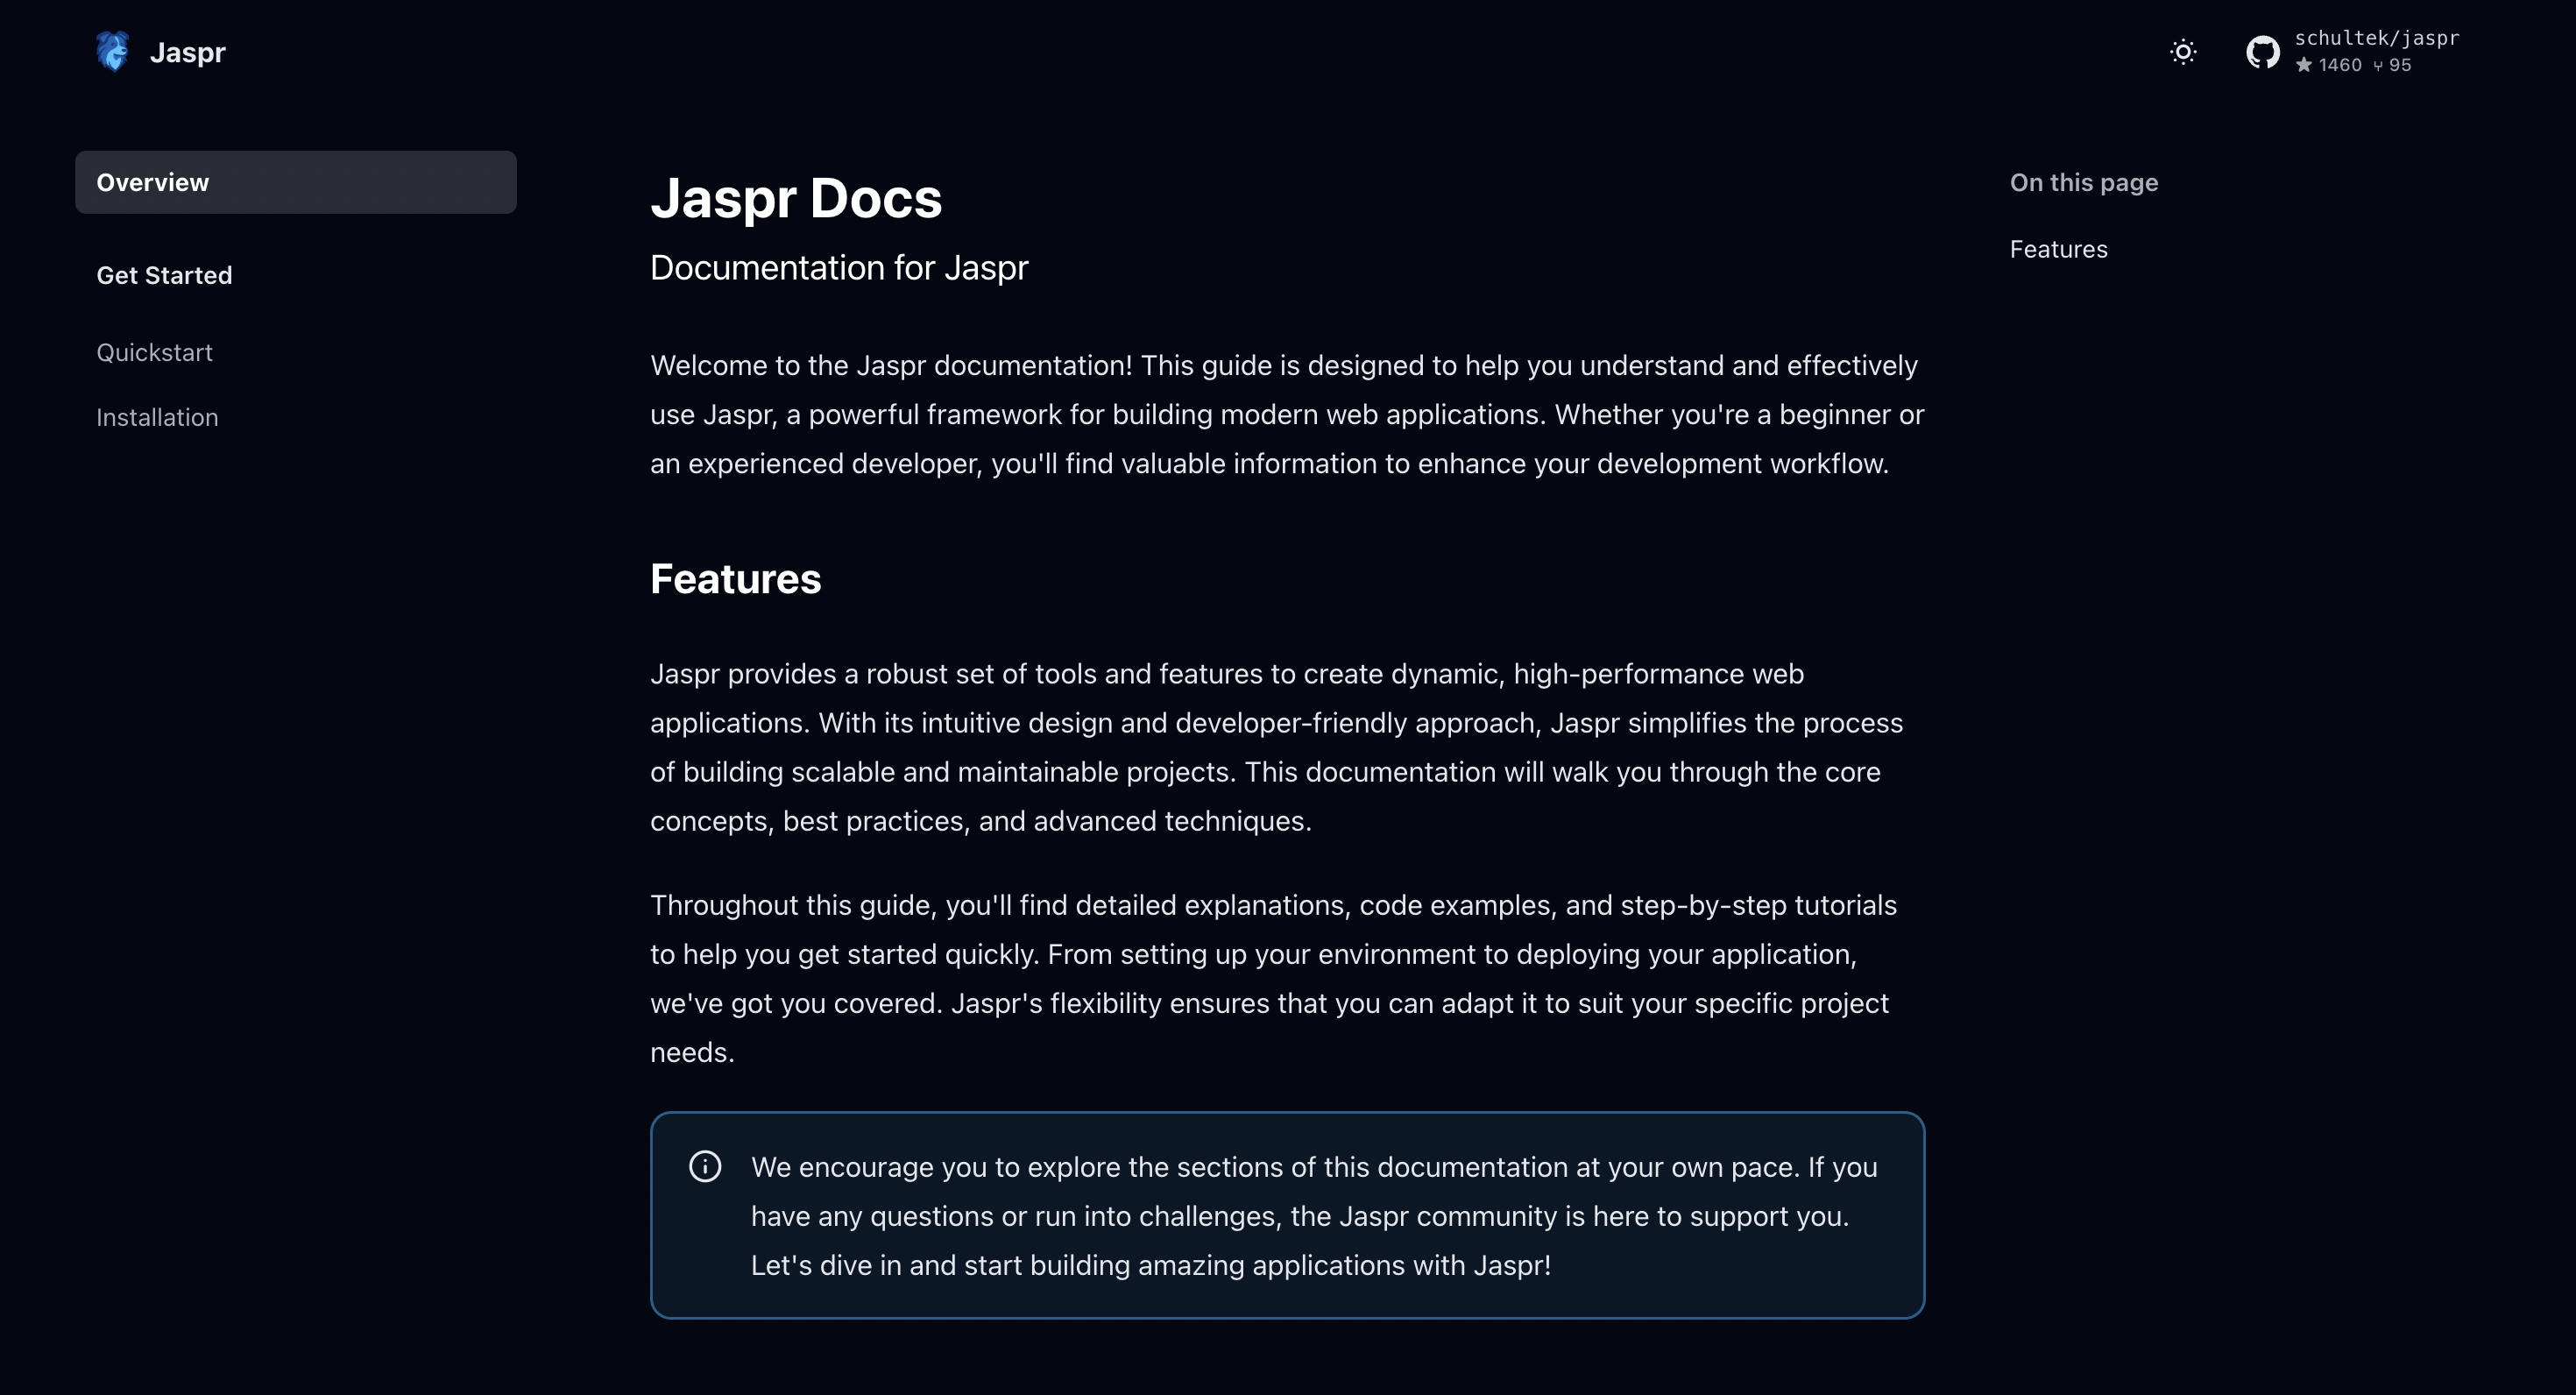 Jaspr
schultek/jaspr
1460 95
Overview
Get Started
Quickstart
Installation
Jaspr Docs
Documentation for Jaspr
Welcome to the Jaspr documentation! This guide is designed to help you understand and effectively
use Jaspr, a powerful framework for building modern web applications. Whether you're a beginner or
an experienced developer, you'll find valuable information to enhance your development workflow.
Features
Jaspr provides a robust set of tools and features to create dynamic, high-performance web
applications. With its intuitive design and developer-friendly approach, Jaspr simplifies the process
of building scalable and maintainable projects. This documentation will walk you through the core
concepts, best practices, and advanced techniques.
Throughout this guide, you'll find detailed explanations, code examples, and step-by-step tutorials
to help you get started quickly. From setting up your environment to deploying your application,
we've got you covered. Jaspr's flexibility ensures that you can adapt it to suit your specific project
needs.
We encourage you to explore the sections of this documentation at your own pace. If you
have any questions or run into challenges, the Jaspr community is here to support you.
Let's dive in and start building amazing applications with Jaspr!
On this page
Features